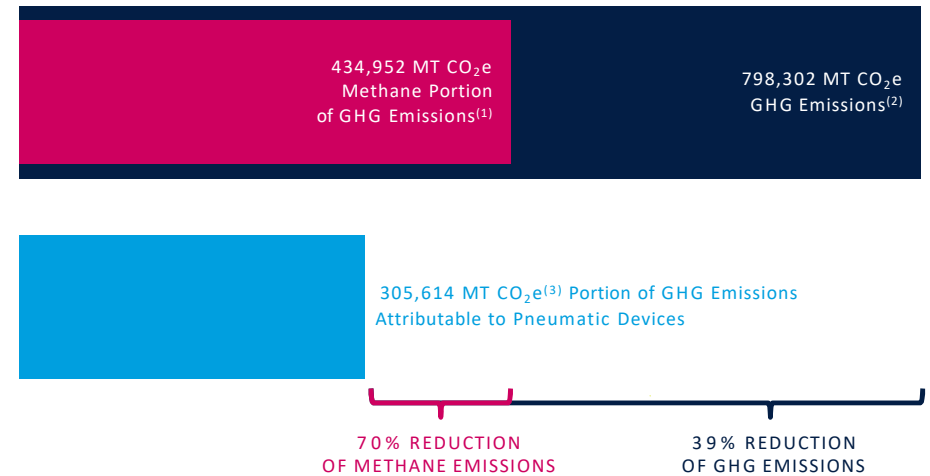 434,952 MT CO₂e
Methane Portion
of GHG Emissions⁽¹⁾
798,302 MT CO₂e
GHG Emissions⁽²⁾
305,614 MT CO₂e⁽³⁾ Portion of GHG Emissions
Attributable to Pneumatic Devices
70% REDUCTION
OF METHANE EMISSIONS
39% REDUCTION
OF GHG EMISSIONS